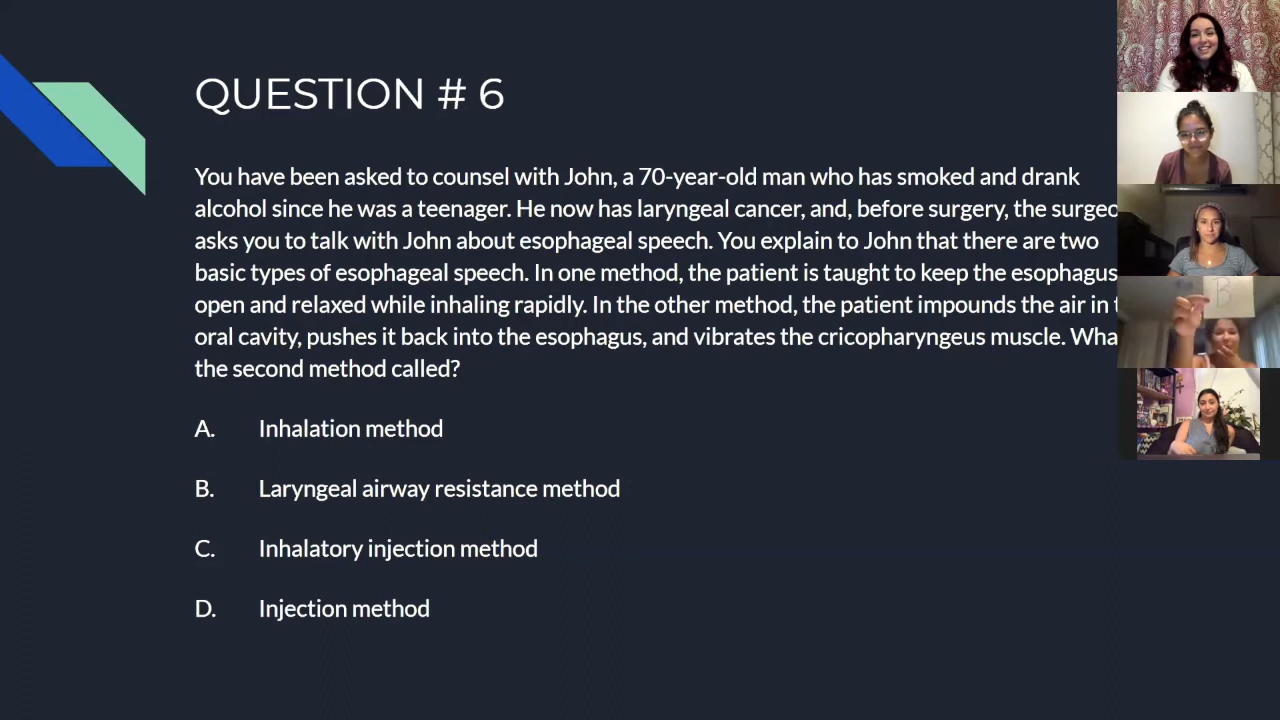 QUESTION # 6
You have been asked to counsel with John, a 70-year-old man who has smoked and drank
alcohol since he was a teenager. He now has laryngeal cancer, and, before surgery, the surgeo
asks you to talk with John about esophageal speech. You explain to John that there are two
basic types of esophageal speech. In one method, the patient is taught to keep the esophagus
open and relaxed while inhaling rapidly. In the other method, the patient impounds the air in t
oral cavity, pushes it back into the esophagus, and vibrates the cricopharyngeus muscle. Wha
the second method called?
A. Inhalation method
B. Laryngeal airway resistance method
C. Inhalatory injection method
D. Injection method
B